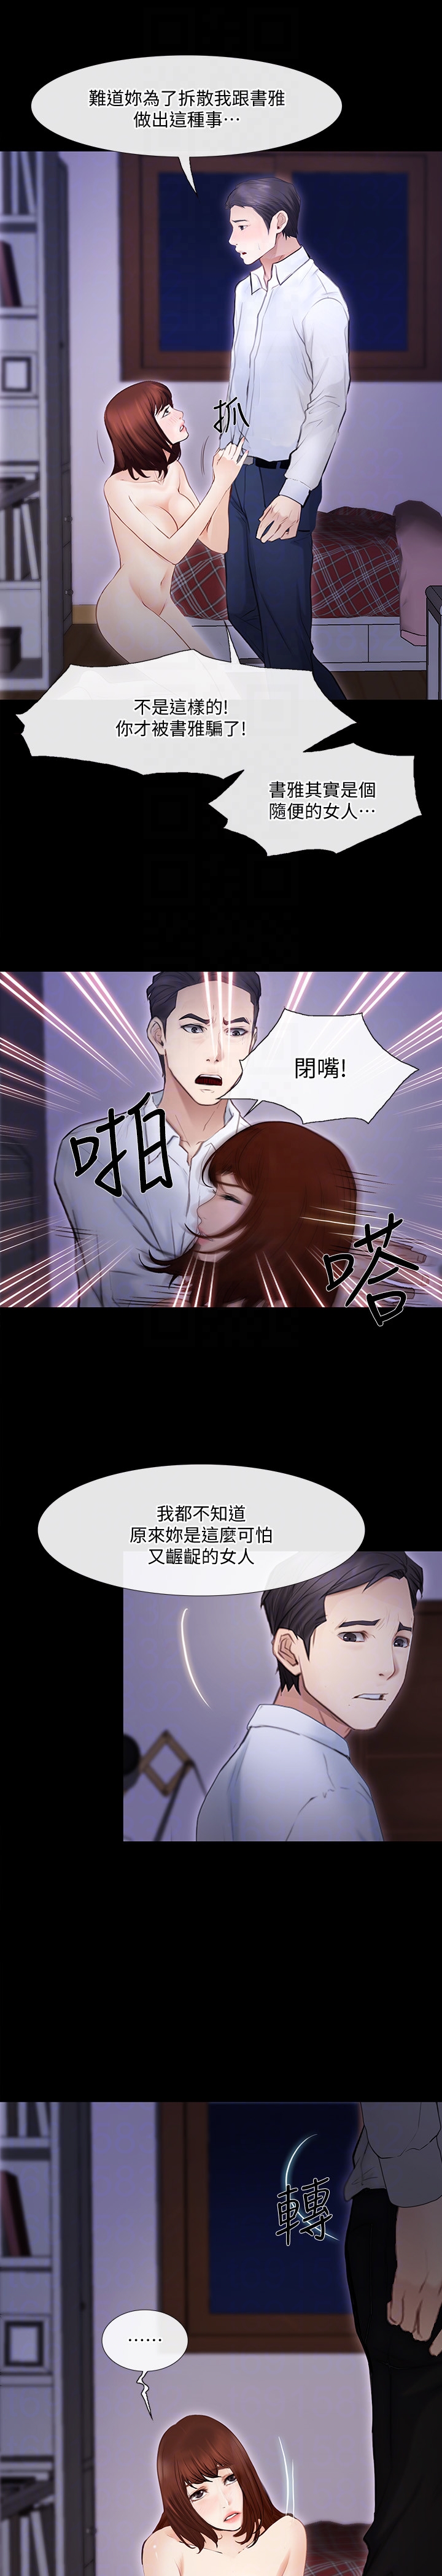 難道妳為了拆散我跟書雅
做出這種事…
抓
不是這樣的!
你才被書雅騙了!
書雅其實是個
隨便的女人…
閉嘴!
啪
嗒
我都不知道
原來妳是這麼可怕
又齷齪的女人
轉
……